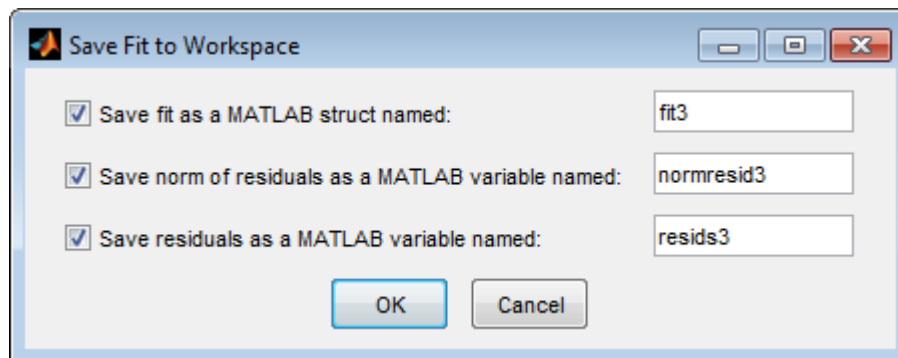 Save Fit to Workspace
Save fit as a MATLAB struct named: fit3
Save norm of residuals as a MATLAB variable named: normresid3
Save residuals as a MATLAB variable named: resids3
OK Cancel